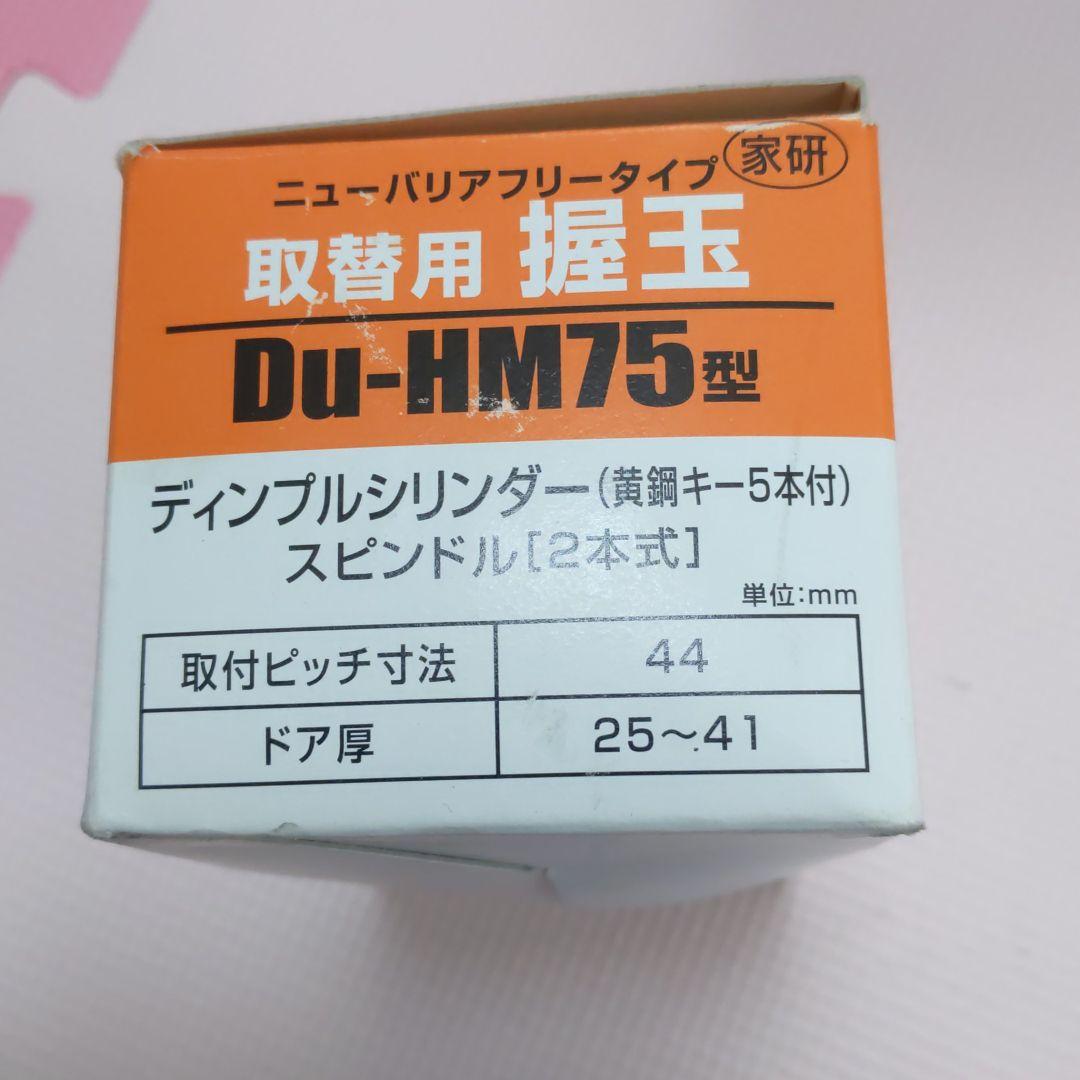 家研
ニューバリアフリータイプ
取替用 握玉
Du-HM75型
ディンプルシリンダー(黄鋼キー5本付)
スピンドル[2本式]
単位:mm
取付ピッチ寸法 44
ドア厚 25〜41